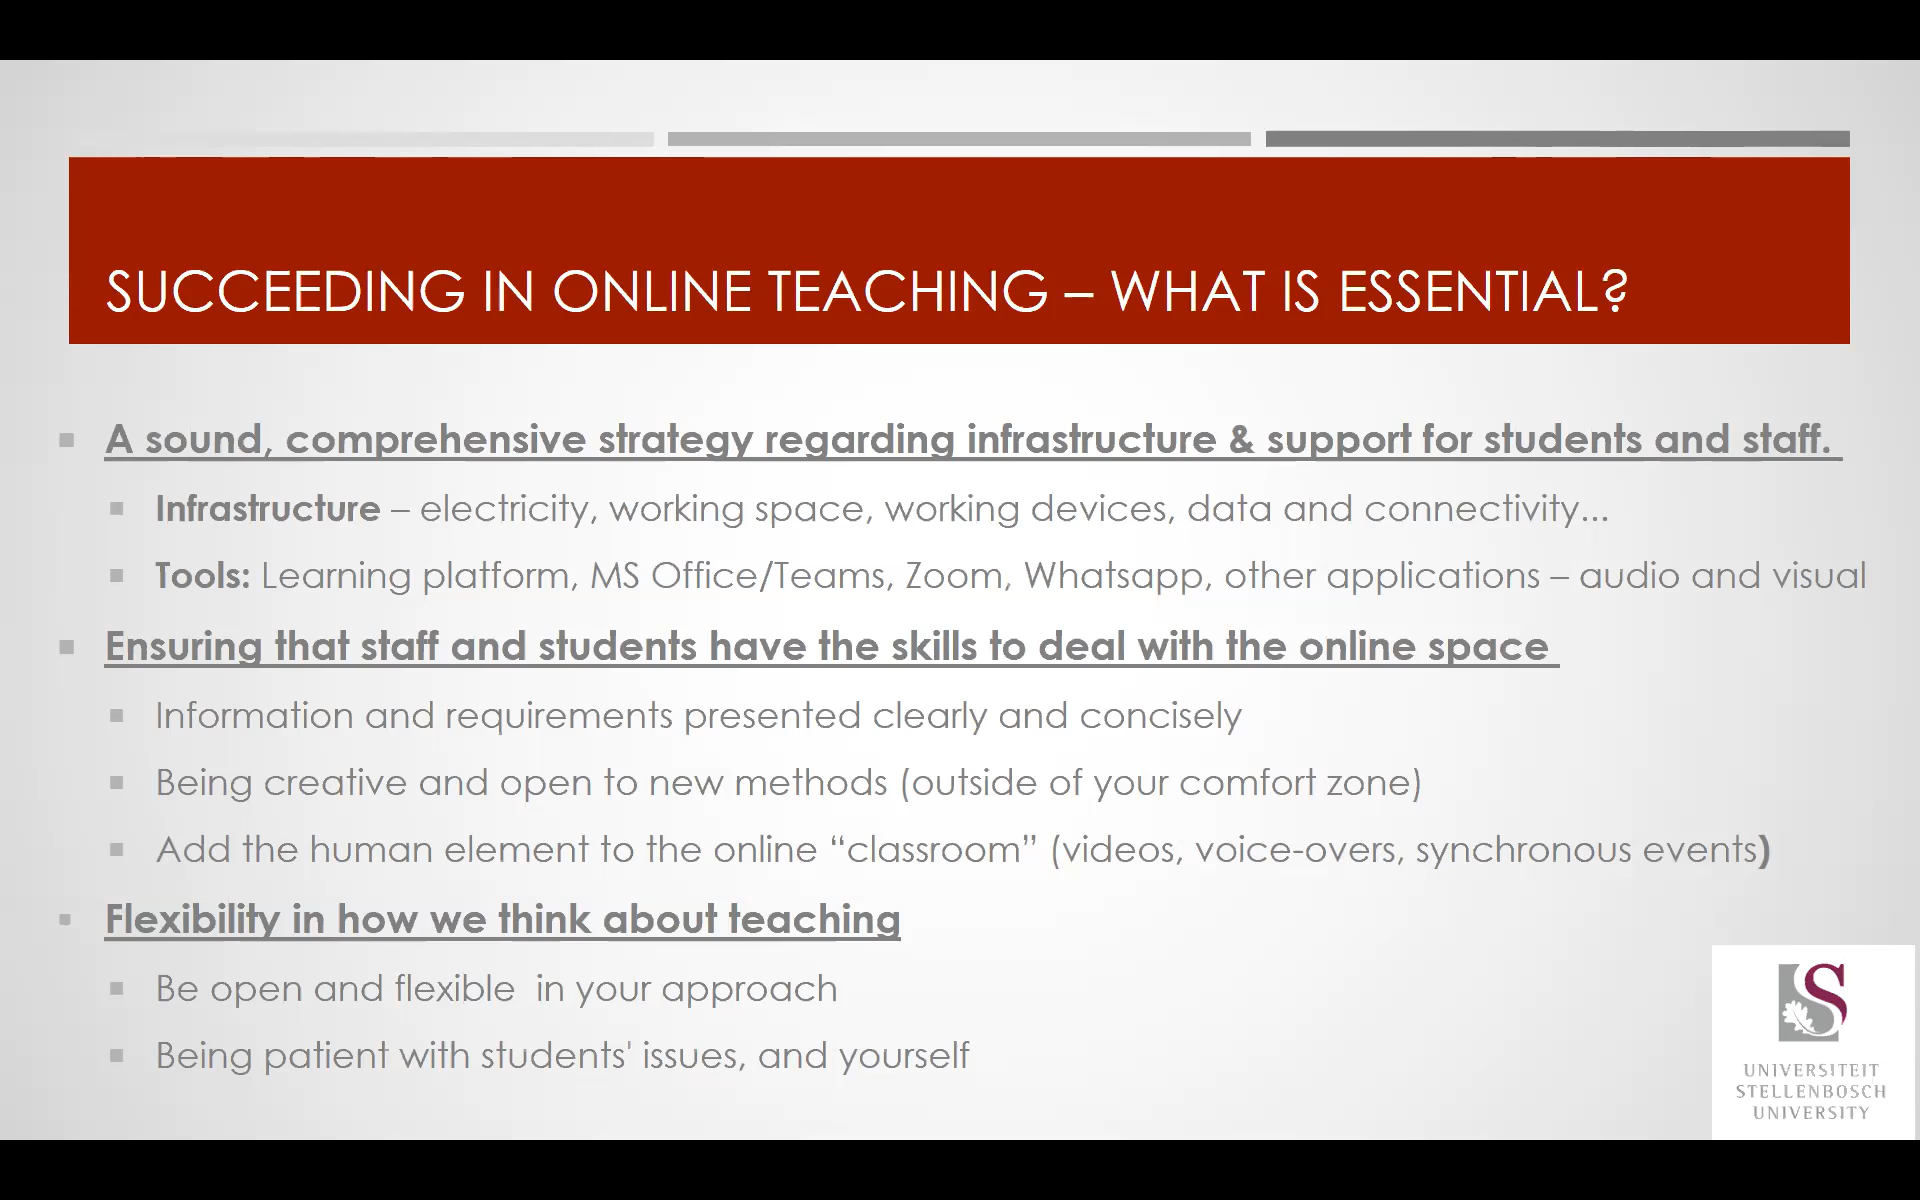 SUCCEEDING IN ONLINE TEACHING – WHAT IS ESSENTIAL?
A sound, comprehensive strategy regarding infrastructure & support for students and staff.
Infrastructure – electricity, working space, working devices, data and connectivity...
Tools: Learning platform, MS Office/Teams, Zoom, Whatsapp, other applications – audio and visual
Ensuring that staff and students have the skills to deal with the online space
Information and requirements presented clearly and concisely
Being creative and open to new methods (outside of your comfort zone)
Add the human element to the online “classroom” (videos, voice-overs, synchronous events)
Flexibility in how we think about teaching
Be open and flexible  in your approach
Being patient with students' issues, and yourself
S
UNIVERSITEIT
STELLENBOSCH
UNIVERSITY